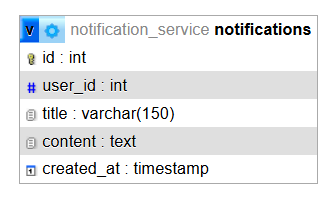 v notification_service notifications
id : int
# user_id : int
title : varchar(150)
content : text
created_at : timestamp